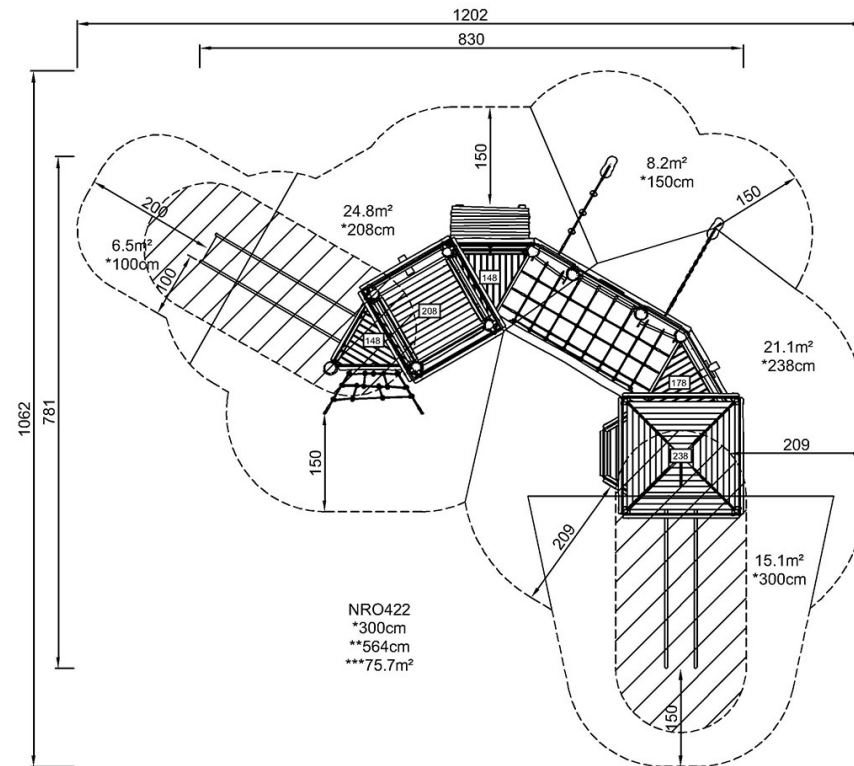 1202
830
8.2m²
*150cm
150
150
24.8m²
*208cm
200
6.5m²
*100cm
100
148
208
148
21.1m²
*238cm
178
1062
781
150
238
209
209
15.1m²
*300cm
NRO422
*300cm
**564cm
***75.7m²
150